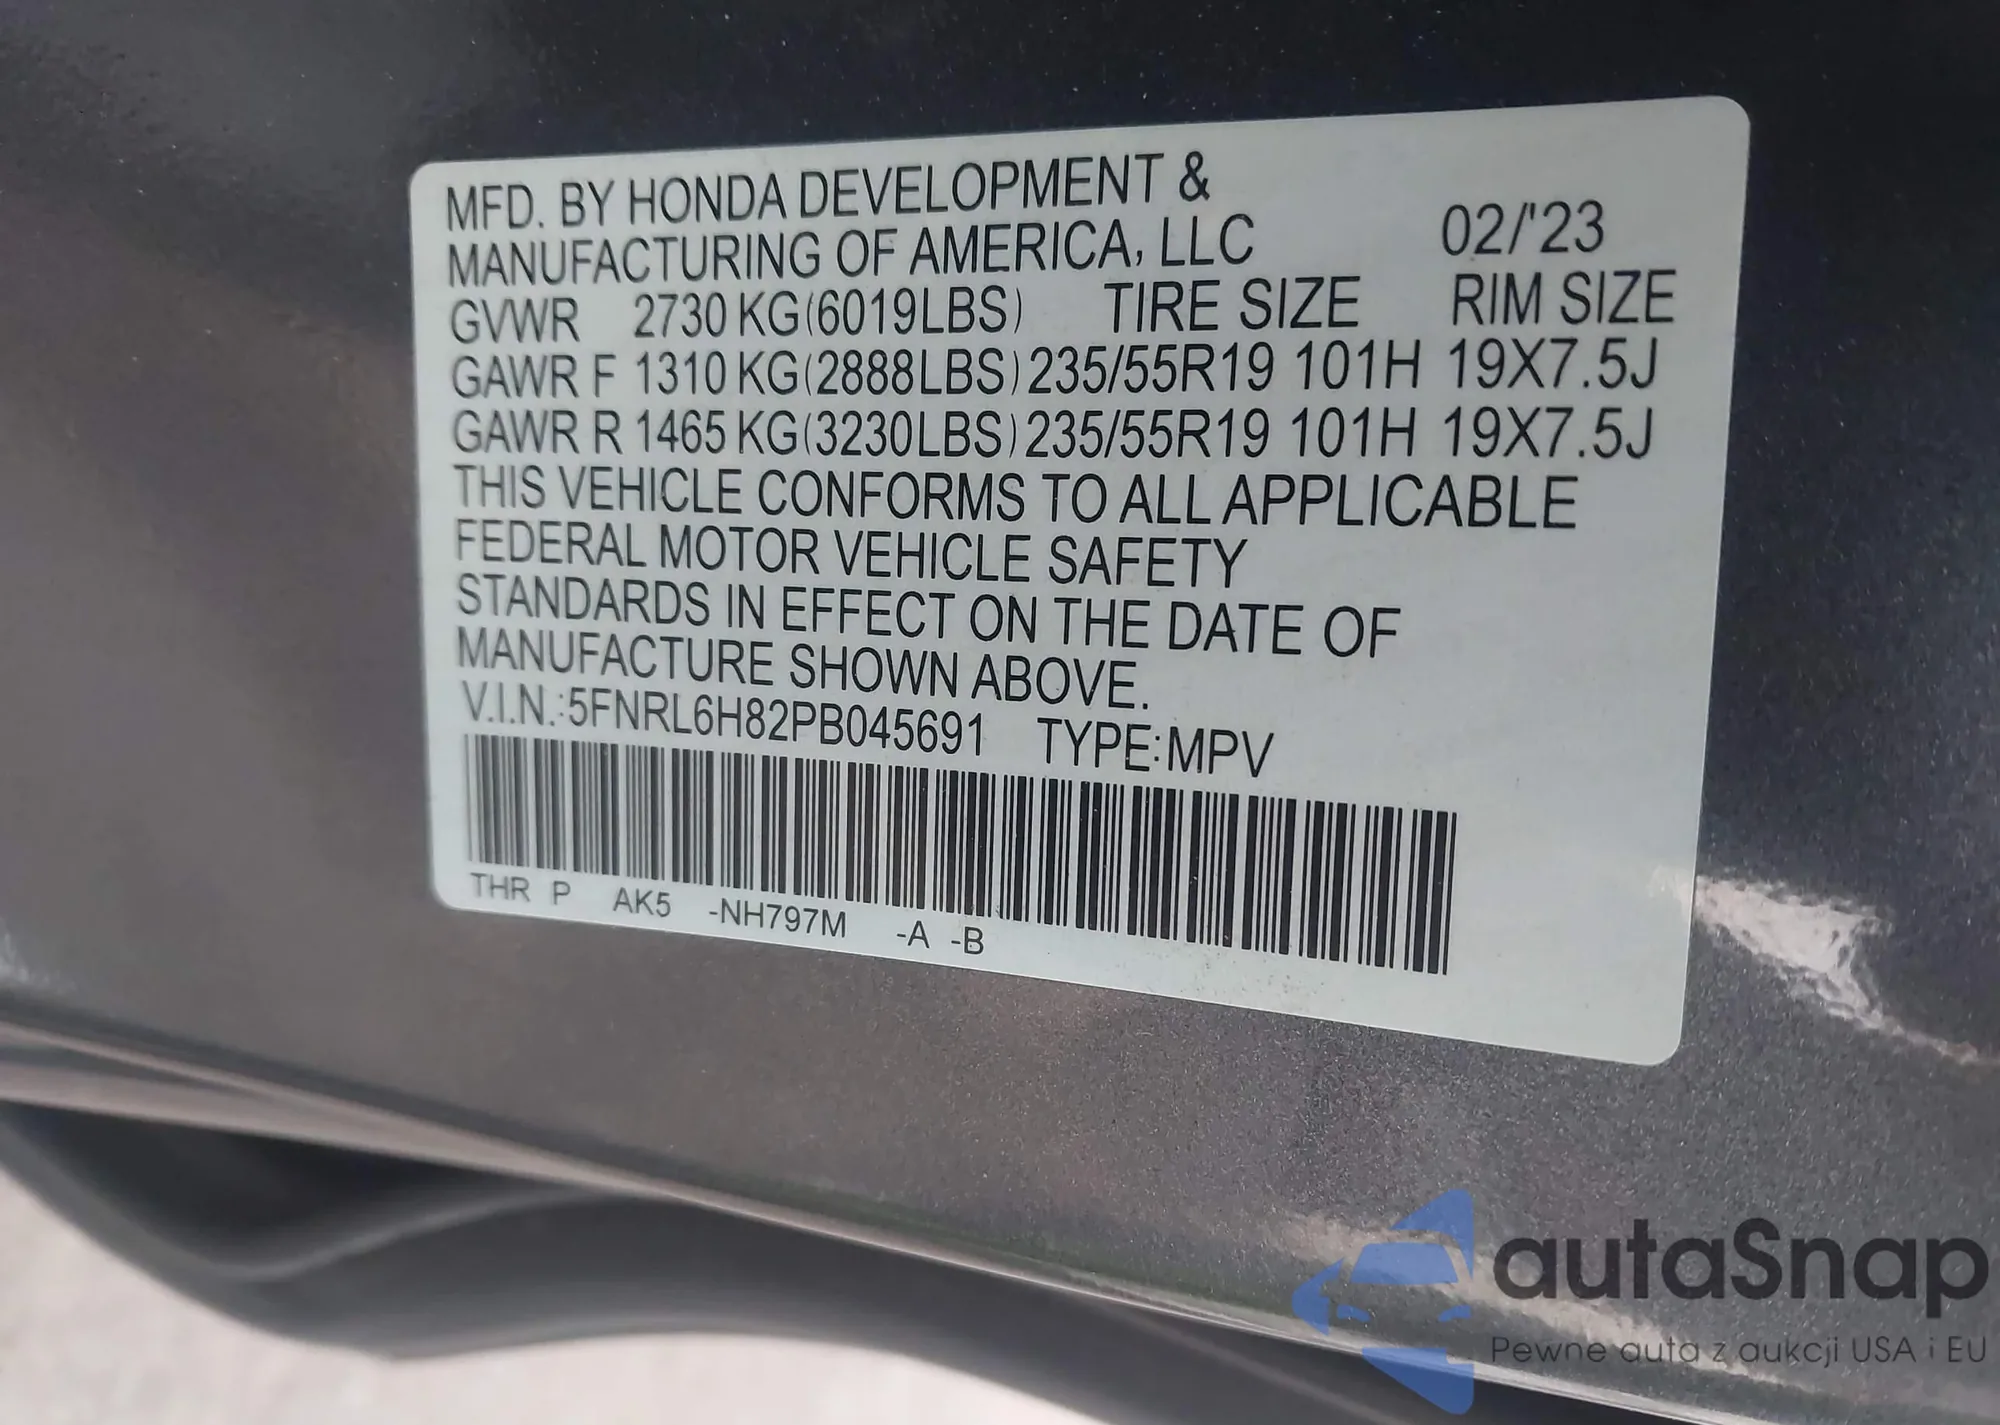 MFD. BY HONDA DEVELOPMENT &
MANUFACTURING OF AMERICA, LLC 02/'23
GVWR 2730 KG(6019LBS) TIRE SIZE RIM SIZE
GAWR F 1310 KG(2888LBS) 235/55R19 101H 19X7.5J
GAWR R 1465 KG(3230LBS) 235/55R19 101H 19X7.5J
THIS VEHICLE CONFORMS TO ALL APPLICABLE
FEDERAL MOTOR VEHICLE SAFETY
STANDARDS IN EFFECT ON THE DATE OF
MANUFACTURE SHOWN ABOVE.
V.I.N.:5FNRL6H82PB045691 TYPE:MPV
THR P AK5 -NH797M -A -B
autaSnap
Pewne auta z aukcji USA i EU